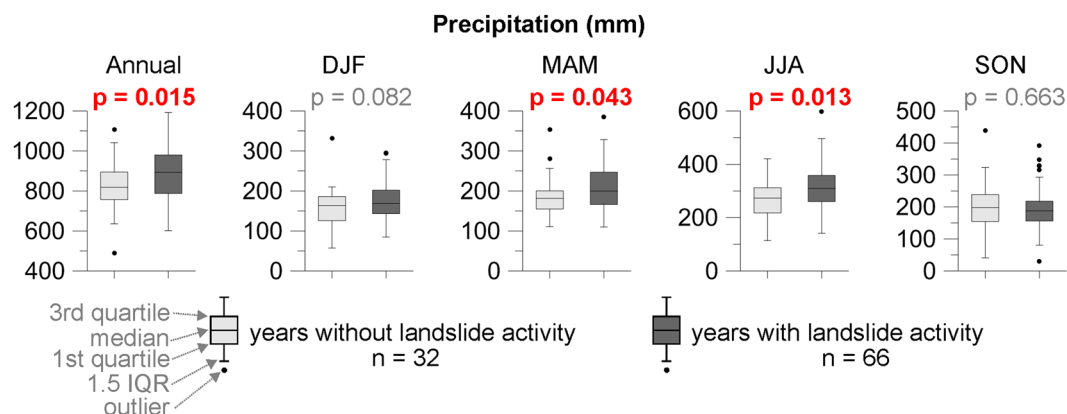 Precipitation (mm)
Annual DJF MAM JJA SON
p = 0.015 p = 0.082 p = 0.043 p = 0.013 p = 0.663
1200 400 400 600 500
1000 300 300 400 400
800 200 200 200 300
600 100 100 0 200
400 0 0 100
0
3rd quartile
median
1st quartile
1.5 IQR
outlier
years without landslide activity
n = 32
years with landslide activity
n = 66